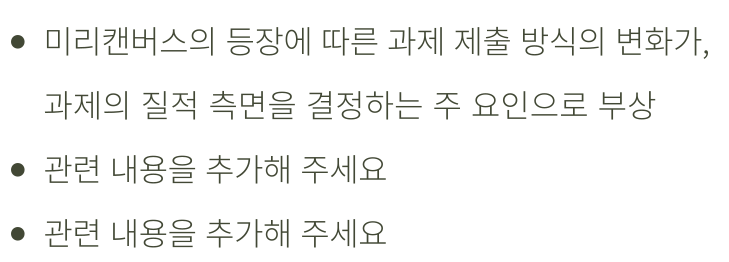 • 미리캔버스의 등장에 따른 과제 제출 방식의 변화가,
과제의 질적 측면을 결정하는 주 요인으로 부상
• 관련 내용을 추가해 주세요
• 관련 내용을 추가해 주세요